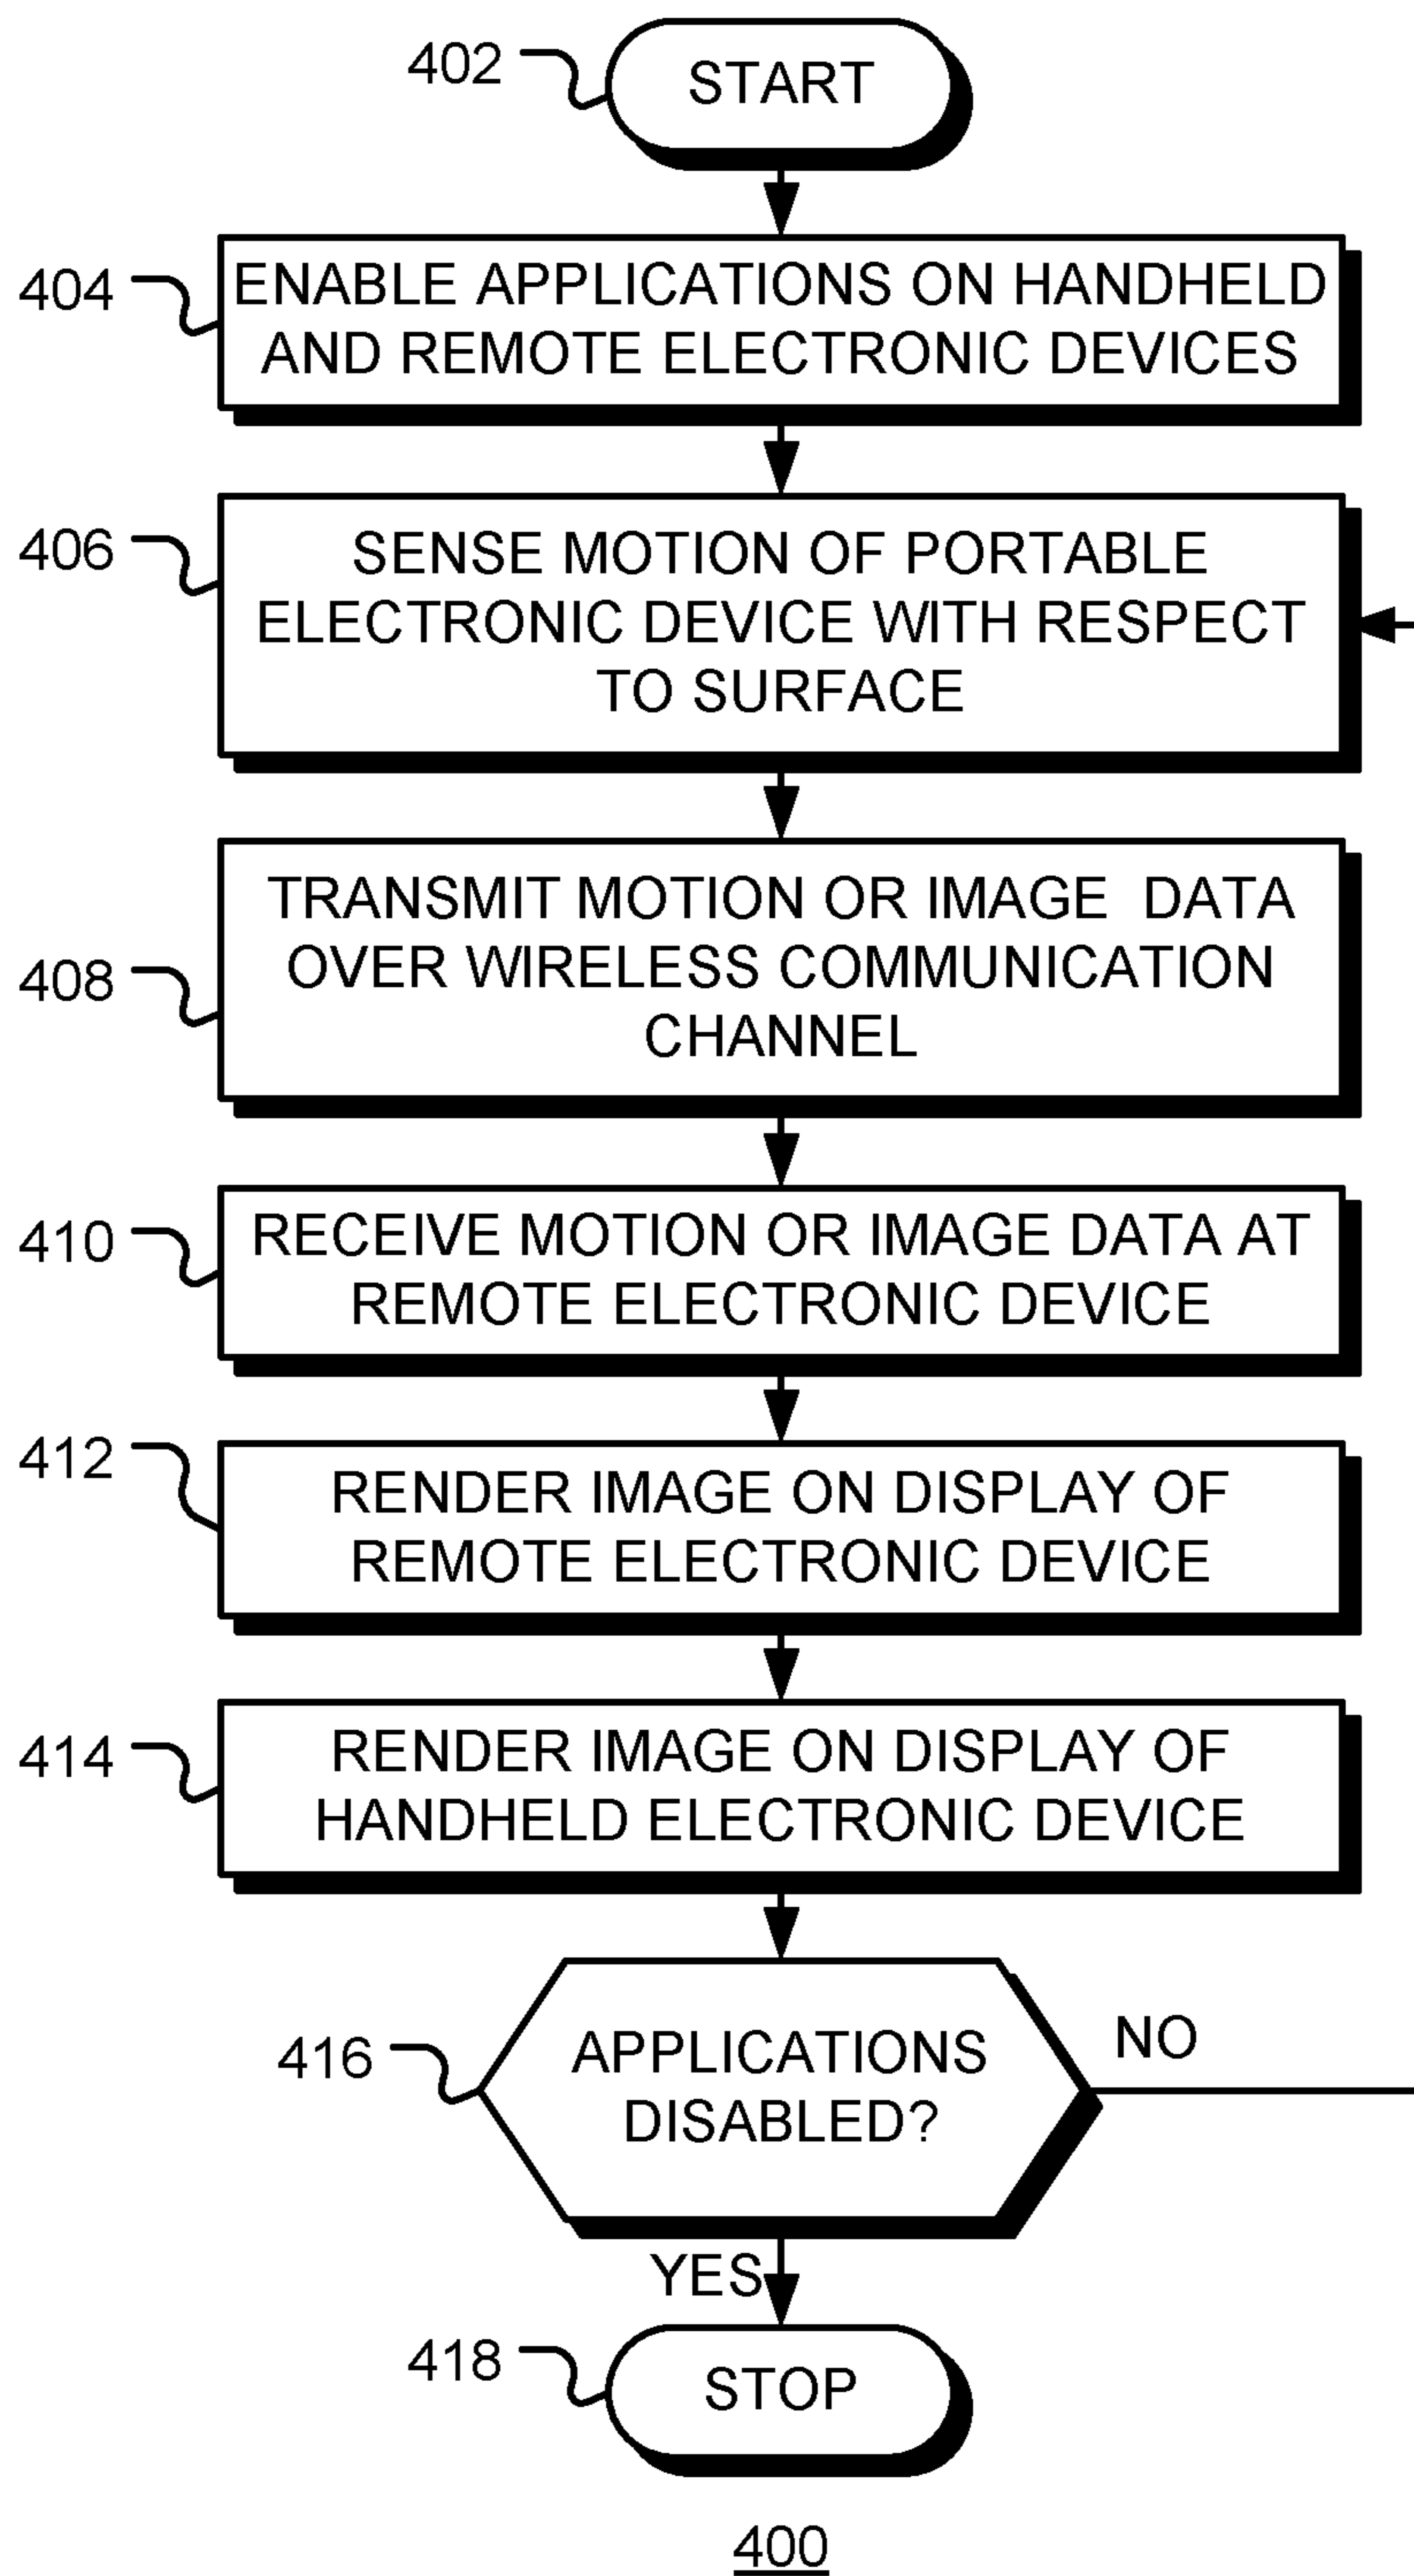 402
START
404
ENABLE APPLICATIONS ON HANDHELD
AND REMOTE ELECTRONIC DEVICES
406
SENSE MOTION OF PORTABLE
ELECTRONIC DEVICE WITH RESPECT
TO SURFACE
408
TRANSMIT MOTION OR IMAGE DATA
OVER WIRELESS COMMUNICATION
CHANNEL
410
RECEIVE MOTION OR IMAGE DATA AT
REMOTE ELECTRONIC DEVICE
412
RENDER IMAGE ON DISPLAY OF
REMOTE ELECTRONIC DEVICE
414
RENDER IMAGE ON DISPLAY OF
HANDHELD ELECTRONIC DEVICE
416
APPLICATIONS
DISABLED?
NO
YES
418
STOP
400